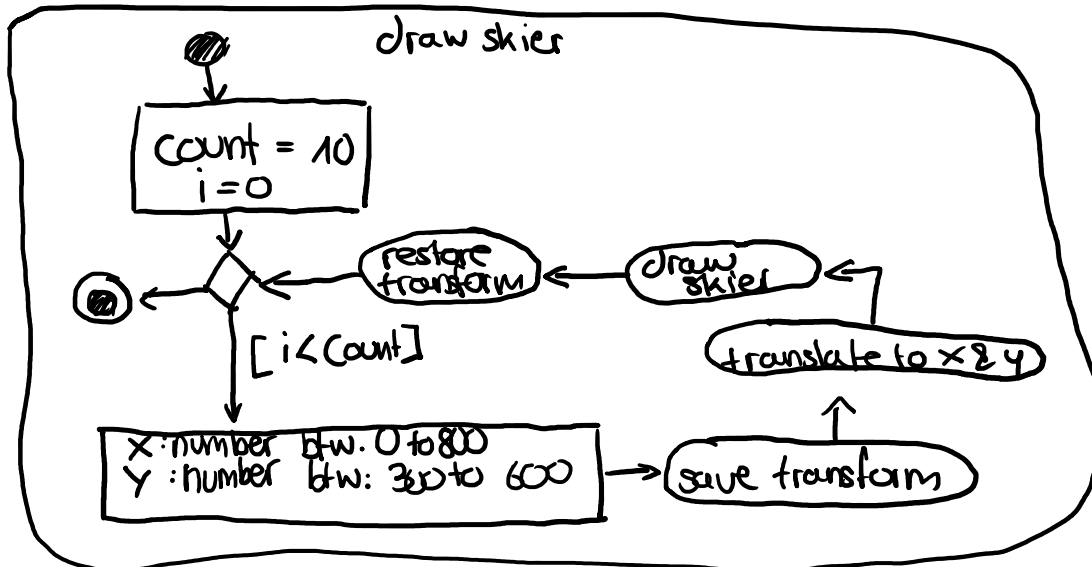 draw skier
count = 10
i = 0
restore
transform
draw
skier
[i < Count]
translate to x & y
X : number btw. 0 to 800
Y : number btw: to 600
save transform